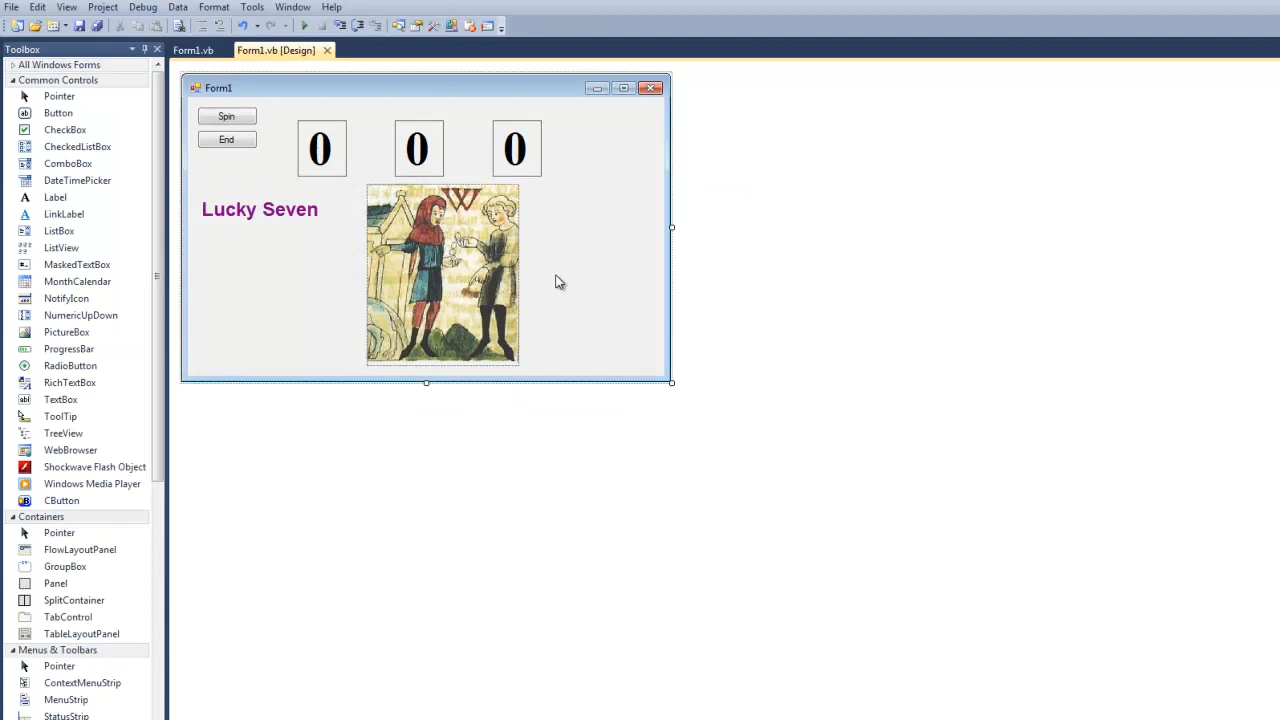 File Edit View Project Build Debug Data Format Tools Window Help
Toolbox
Form1.vb
Form1.vb [Design]
All Windows Forms
Common Controls
Pointer
Button
CheckBox
CheckedListBox
ComboBox
DateTimePicker
Label
LinkLabel
ListBox
ListView
MaskedTextBox
MonthCalendar
NotifyIcon
NumericUpDown
PictureBox
ProgressBar
RadioButton
RichTextBox
TextBox
ToolTip
TreeView
WebBrowser
Shockwave Flash Object
Windows Media Player
CButton
Containers
Pointer
FlowLayoutPanel
GroupBox
Panel
SplitContainer
TabControl
TableLayoutPanel
Menus & Toolbars
Pointer
ContextMenuStrip
MenuStrip
StatusStrip
Form1
Spin
End
0 0 0
Lucky Seven
W